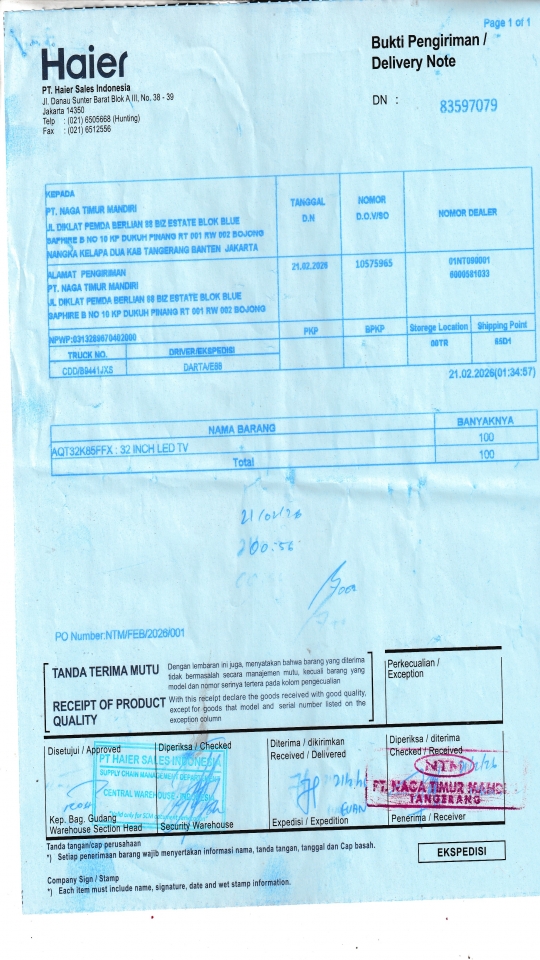 Page 1 of 1
Haier
Bukti Pengiriman /
Delivery Note
PT. Haier Sales Indonesia
Jl. Danau Sunter Barat Blok A III, No. 38 - 39
Jakarta 14350
Telp : (021) 6505668 (Hunting)
Fax : (021) 6512556
DN : 83597079
KEPADA
PT. NAGA TIMUR MANDIRI
JL DIKLAT PEMDA BERLIAN 88 BIZ ESTATE BLOK BLUE
SAPHIRE B NO 10 KP DUKUH PINANG RT 001 RW 002 BOJONG
NANGKA KELAPA DUA KAB TANGERANG BANTEN JAKARTA
TANGGAL
D.N
NOMOR
D.O.V/SO
NOMOR DEALER
ALAMAT PENGIRIMAN
PT. NAGA TIMUR MANDIRI
JL DIKLAT PEMDA BERLIAN 88 BIZ ESTATE BLOK BLUE
SAPHIRE B NO 10 KP DUKUH PINANG RT 001 RW 002 BOJONG
21.02.2026
10575965
01NT090001
6000581033
PKP
BPKP
Storege Location
Shipping Point
NPWP:0313289670402000
00TR
65D1
TRUCK NO.
DRIVER/EKSPEDISI
CDD/B9441JXS
DARTA/E88
21.02.2026(01:34:57)
NAMA BARANG
BANYAKNYA
AQT32K85FFX : 32 INCH LED TV
100
Total
100
21/02/26
PO Number:NTM/FEB/2026/001
TANDA TERIMA MUTU
Dengan lembaran ini juga, menyatakan bahwa barang yang diterima
tidak bermasalah secara manajemen mutu, kecuali barang yang
model dan nomor serinya tertera pada kolom pengecualian
RECEIPT OF PRODUCT
QUALITY
With this receipt declare the goods received with good quality,
except for goods that model and serial number listed on the
exception column
Perkecualian /
Exception
Disetujui / Approved
Diperiksa / Checked
Diterima / dikirimkan
Received / Delivered
Diperiksa / diterima
Checked / Received
PT HAIER SALES INDONESIA
SUPPLY CHAIN MANAGEMENT DEPARTMENT
CENTRAL WAREHOUSE
NTM
PT. NAGA TIMUR MANDI
TANGERANG
Kep. Bag. Gudang
Warehouse Section Head
Security Warehouse
Expedisi / Expedition
Penerima / Receiver
Tanda tangan/cap perusahaan
*) Setiap penerimaan barang wajib menyertakan informasi nama, tanda tangan, tanggal dan Cap basah.
EKSPEDISI
Company Sign / Stamp
*) Each item must include name, signature, date and wet stamp information.